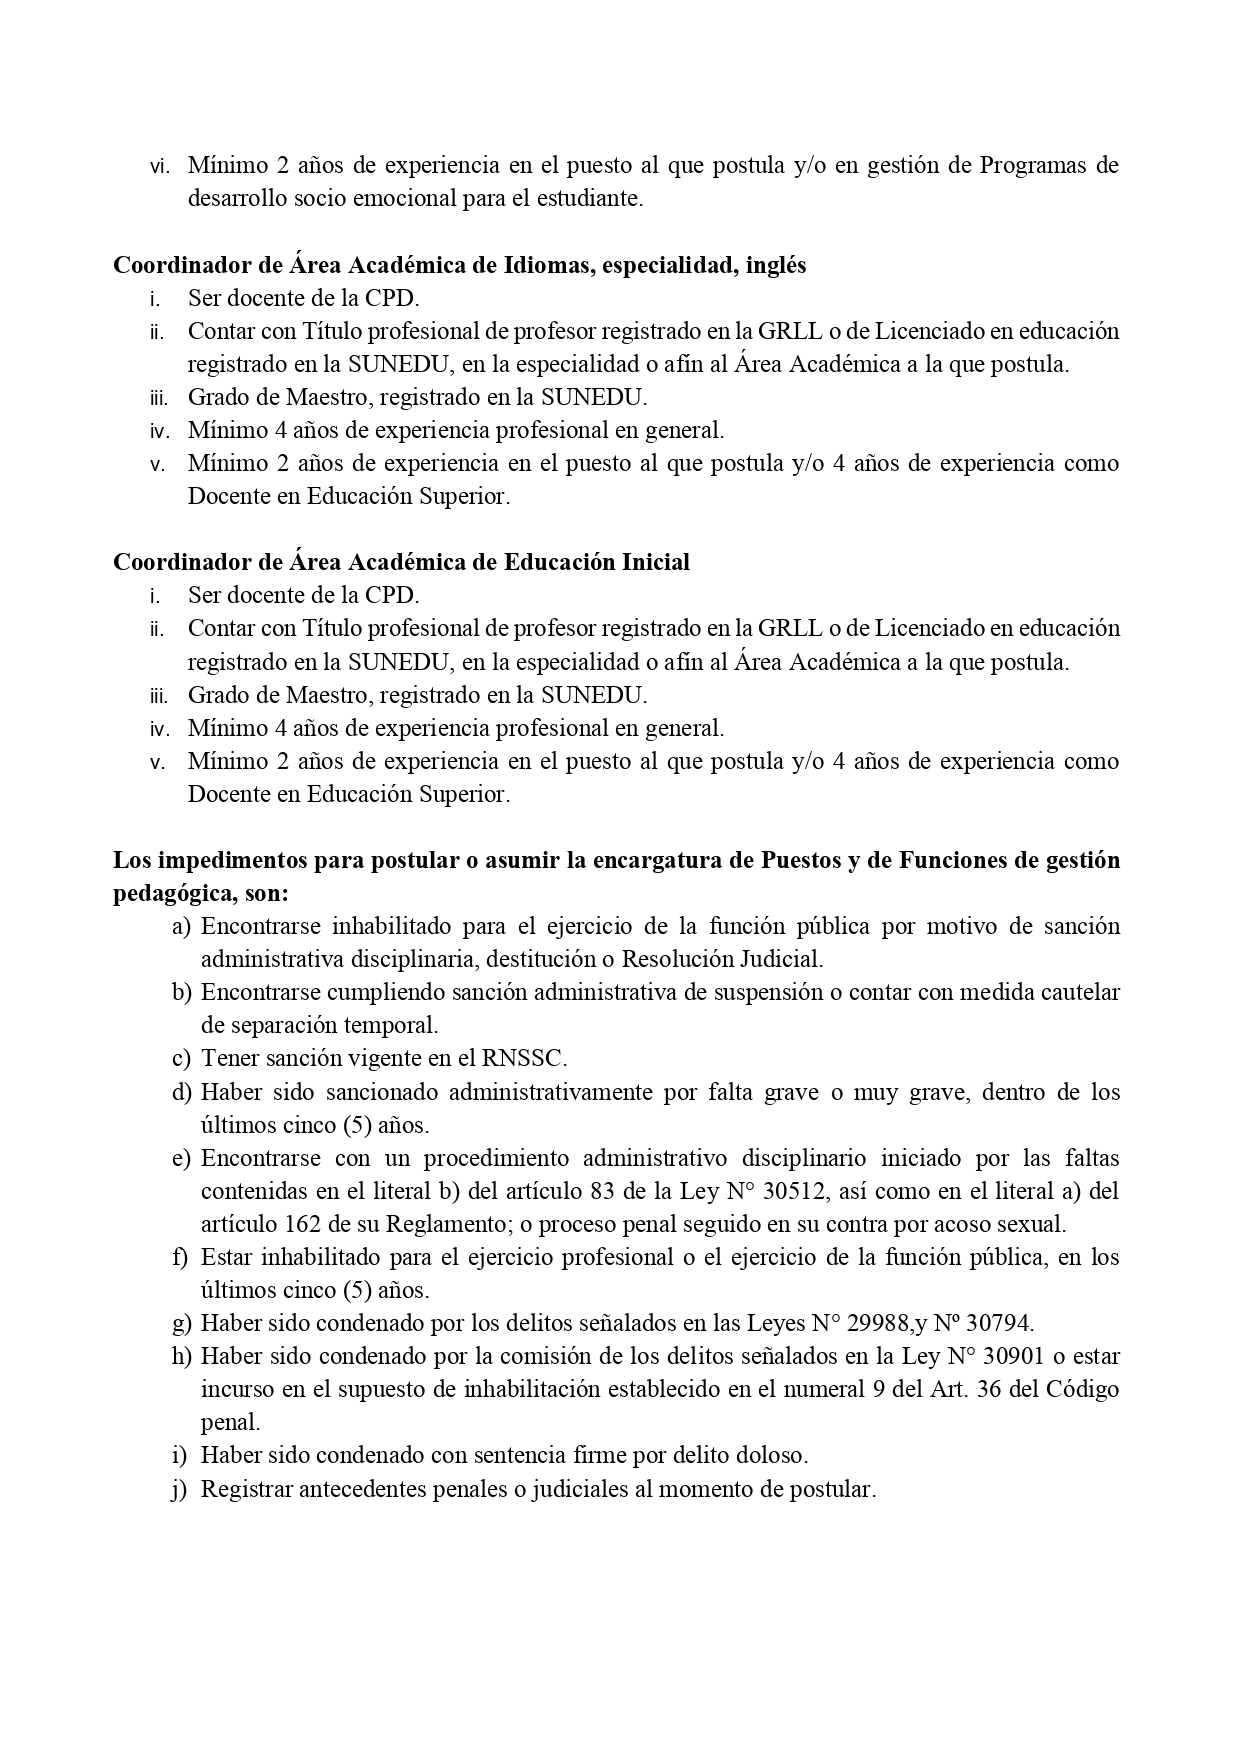 vi. Mínimo 2 años de experiencia en el puesto al que postula y/o en gestión de Programas de
desarrollo socio emocional para el estudiante.
Coordinador de Área Académica de Idiomas, especialidad, inglés
i. Ser docente de la CPD.
ii. Contar con Título profesional de profesor registrado en la GRLL o de Licenciado en educación
registrado en la SUNEDU, en la especialidad o afín al Área Académica a la que postula.
iii. Grado de Maestro, registrado en la SUNEDU.
iv. Mínimo 4 años de experiencia profesional en general.
v. Mínimo 2 años de experiencia en el puesto al que postula y/o 4 años de experiencia como
Docente en Educación Superior.
Coordinador de Área Académica de Educación Inicial
i. Ser docente de la CPD.
ii. Contar con Título profesional de profesor registrado en la GRLL o de Licenciado en educación
registrado en la SUNEDU, en la especialidad o afín al Área Académica a la que postula.
iii. Grado de Maestro, registrado en la SUNEDU.
iv. Mínimo 4 años de experiencia profesional en general.
v. Mínimo 2 años de experiencia en el puesto al que postula y/o 4 años de experiencia como
Docente en Educación Superior.
Los impedimentos para postular o asumir la encargatura de Puestos y de Funciones de gestión
pedagógica, son:
a) Encontrarse inhabilitado para el ejercicio de la función pública por motivo de sanción
administrativa disciplinaria, destitución o Resolución Judicial.
b) Encontrarse cumpliendo sanción administrativa de suspensión o contar con medida cautelar
de separación temporal.
c) Tener sanción vigente en el RNSSC.
d) Haber sido sancionado administrativamente por falta grave o muy grave, dentro de los
últimos cinco (5) años.
e) Encontrarse con un procedimiento administrativo disciplinario iniciado por las faltas
contenidas en el literal b) del artículo 83 de la Ley N° 30512, así como en el literal a) del
artículo 162 de su Reglamento; o proceso penal seguido en su contra por acoso sexual.
f) Estar inhabilitado para el ejercicio profesional o el ejercicio de la función pública, en los
últimos cinco (5) años.
g) Haber sido condenado por los delitos señalados en las Leyes N° 29988,y Nº 30794.
h) Haber sido condenado por la comisión de los delitos señalados en la Ley N° 30901 o estar
incurso en el supuesto de inhabilitación establecido en el numeral 9 del Art. 36 del Código
penal.
i) Haber sido condenado con sentencia firme por delito doloso.
j) Registrar antecedentes penales o judiciales al momento de postular.